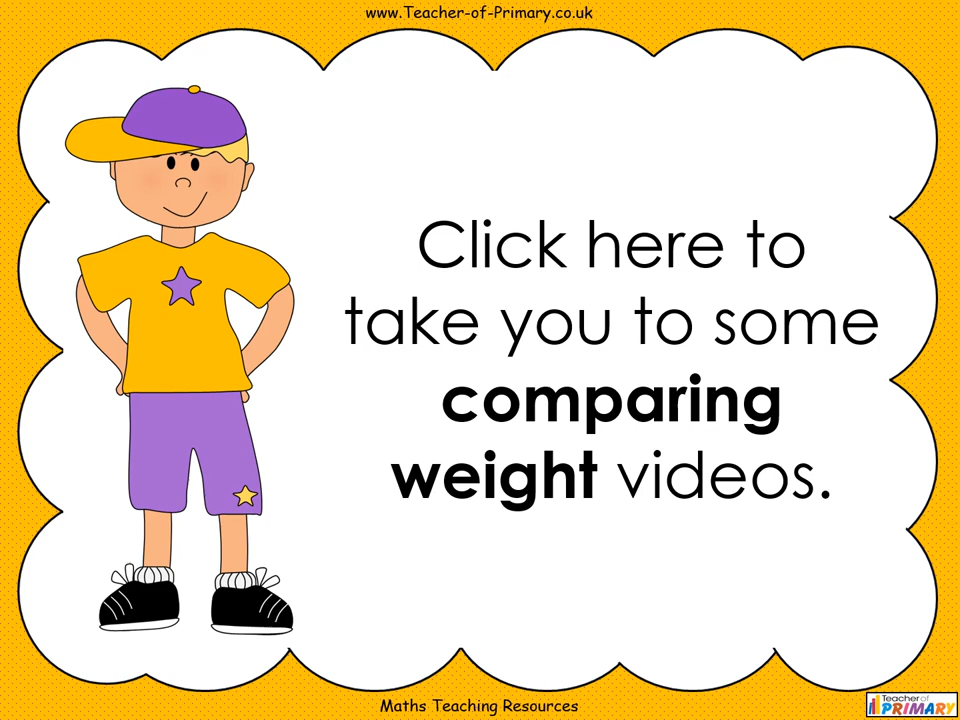 www.Teacher-of-Primary.co.uk
Click here to
take you to some
comparing
weight videos.
Maths Teaching Resources
Teacher of
PRIMARY